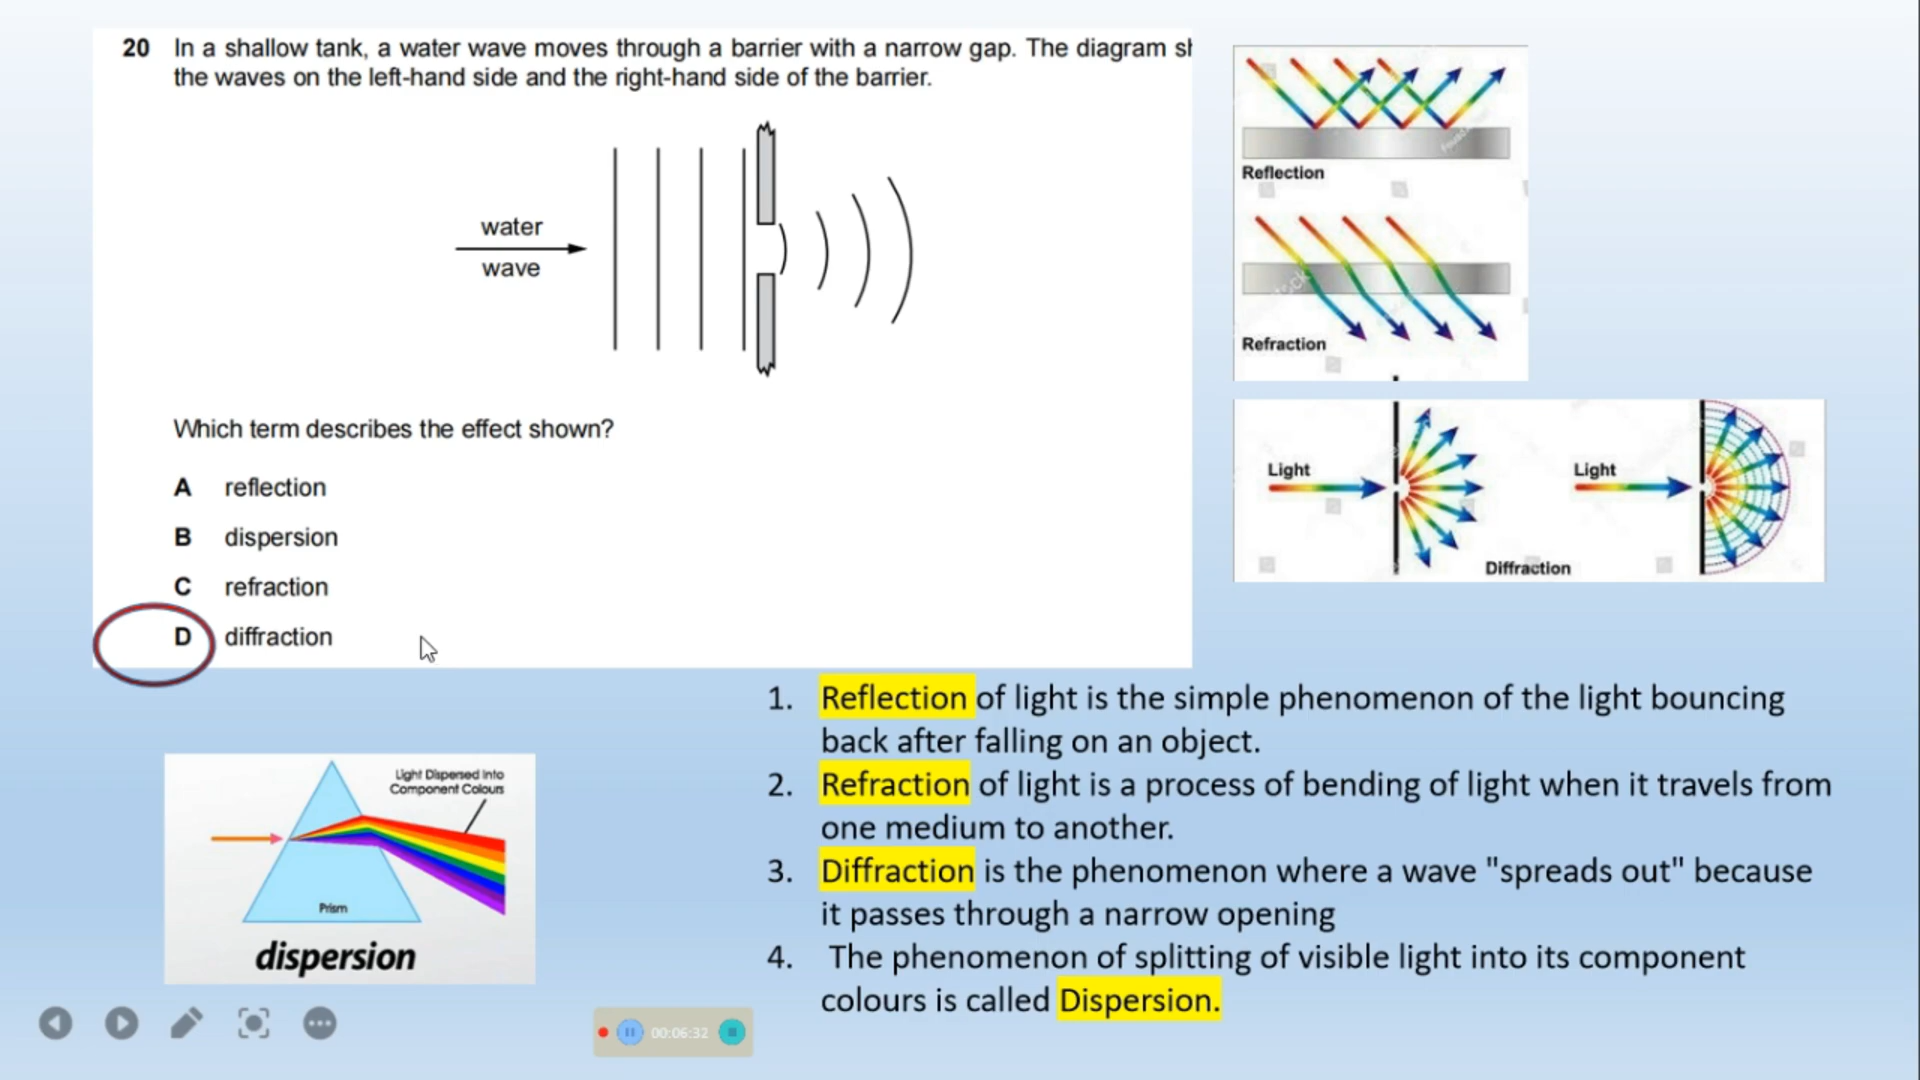 20 In a shallow tank, a water wave moves through a barrier with a narrow gap. The diagram
the waves on the left-hand side and the right-hand side of the barrier.
water
wave
Which term describes the effect shown?
A reflection
B dispersion
C refraction
D diffraction
Reflection
Refraction
Light
Light
Diffraction
1. Reflection of light is the simple phenomenon of the light bouncing
back after falling on an object.
2. Refraction of light is a process of bending of light when it travels from
one medium to another.
3. Diffraction is the phenomenon where a wave "spreads out" because
it passes through a narrow opening
4. The phenomenon of splitting of visible light into its component
colours is called Dispersion.
Light Dispersed Into
Component Colours
Prism
dispersion
00:06:32